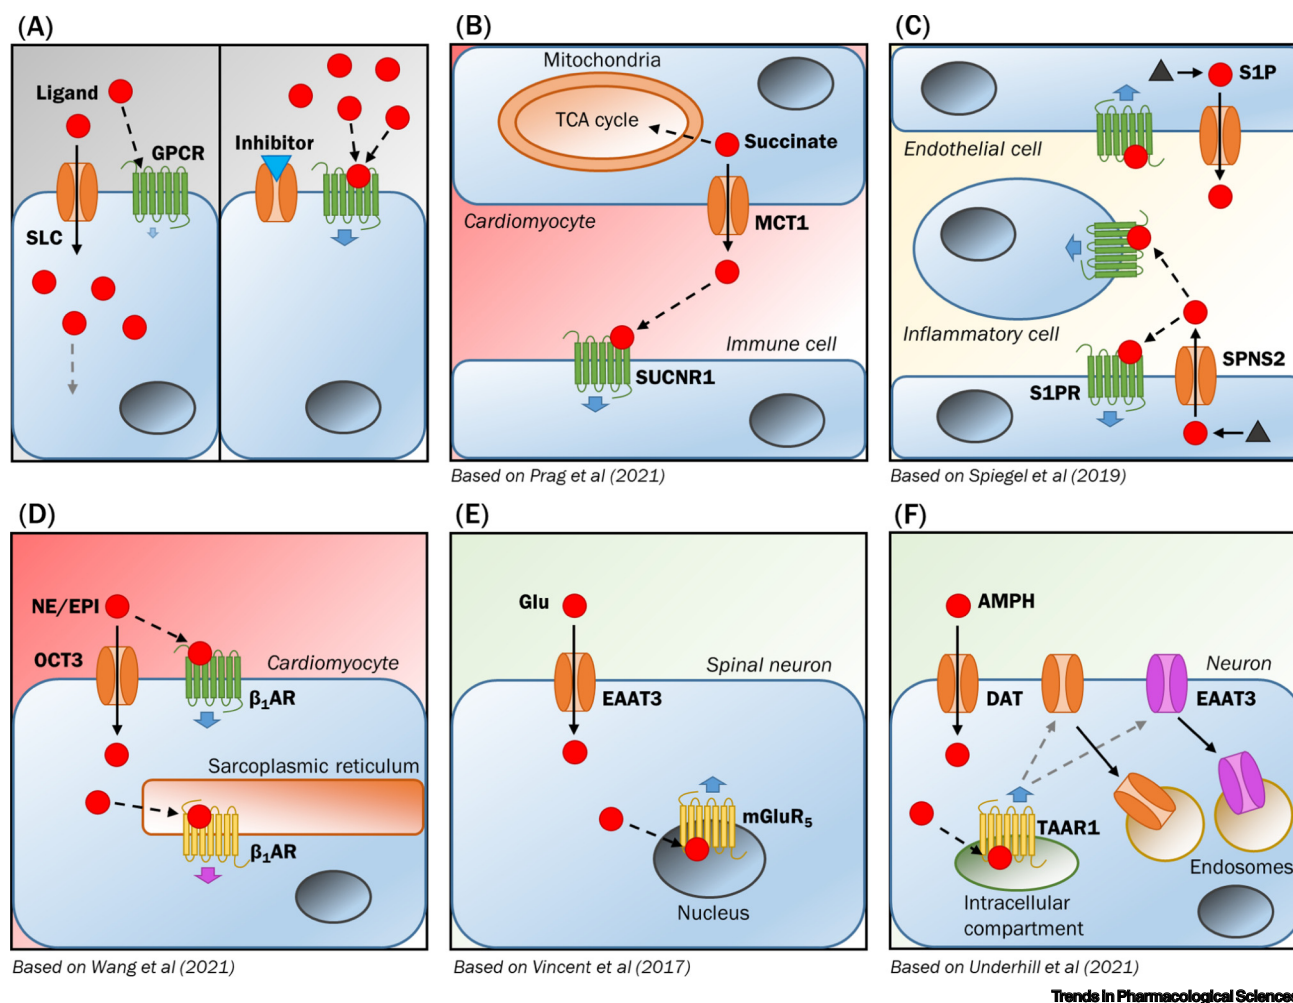 (A)
Ligand
GPCR
SLC
Inhibitor
(B)
Mitochondria
TCA cycle
Succinate
Cardiomyocyte
MCT1
Immune cell
SUCNR1
Based on Prag et al (2021)
(C)
S1P
Endothelial cell
Inflammatory cell
SPNS2
S1PR
Based on Spiegel et al (2019)
(D)
NE/EPI
OCT3
Cardiomyocyte
β1AR
Sarcoplasmic reticulum
β1AR
Based on Wang et al (2021)
(E)
Glu
Spinal neuron
EAAT3
mGluR5
Nucleus
Based on Vincent et al (2017)
(F)
AMPH
Neuron
DAT
EAAT3
TAAR1
Endosomes
Intracellular
compartment
Based on Underhill et al (2021)
Trends in Pharmacological Sciences